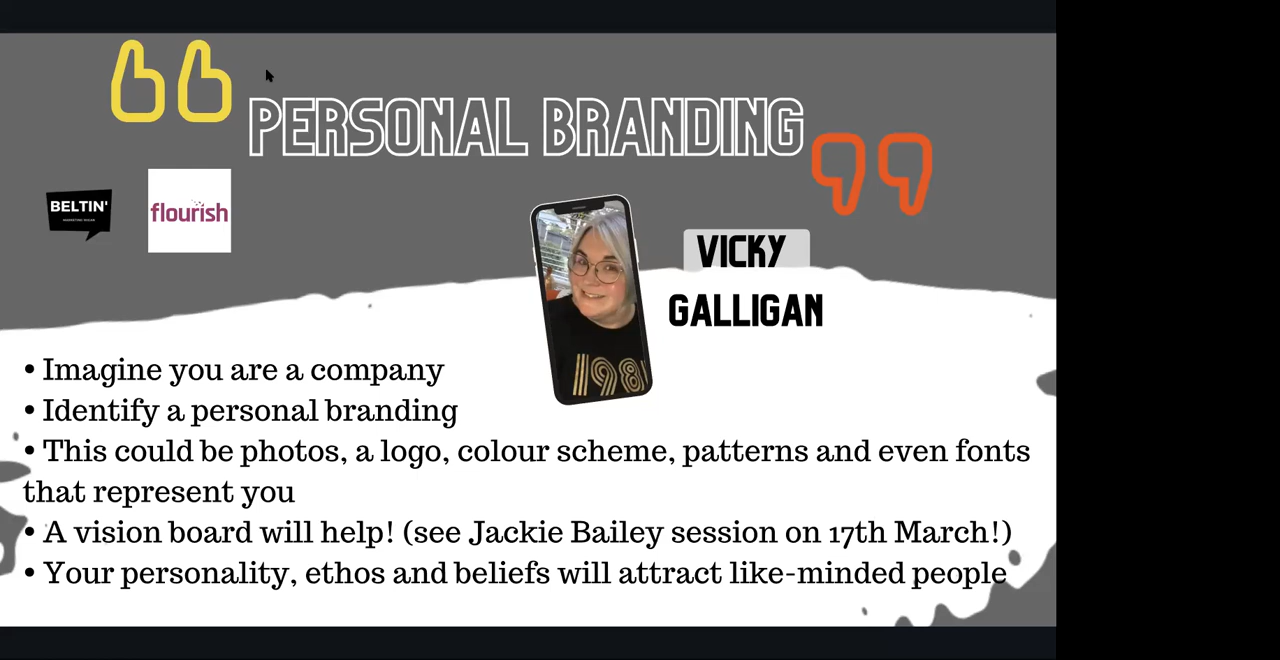 PERSONAL BRANDING
BELTIN'
flourish
VICKY
GALLIGAN
198
• Imagine you are a company
• Identify a personal branding
• This could be photos, a logo, colour scheme, patterns and even fonts
that represent you
• A vision board will help! (see Jackie Bailey session on 17th March!)
• Your personality, ethos and beliefs will attract like-minded people